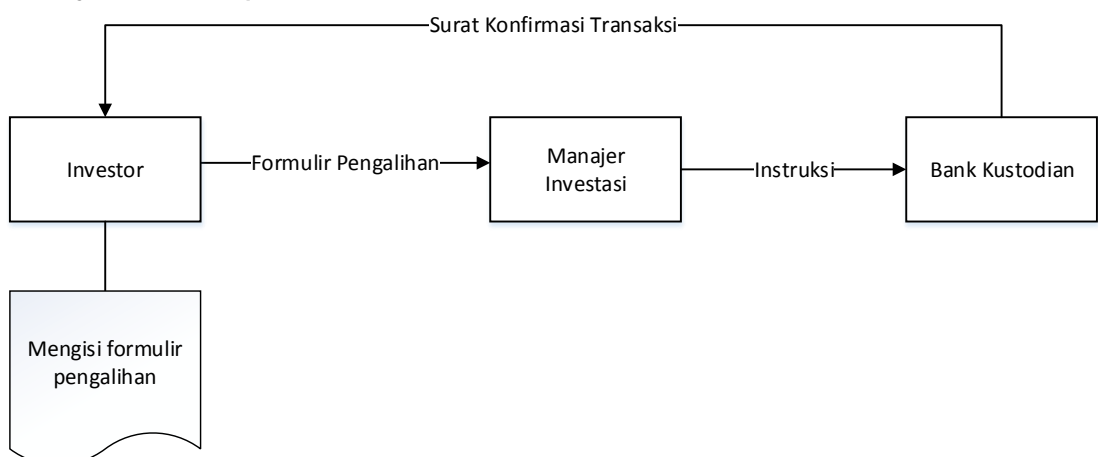 Surat Konfirmasi Transaksi
Investor
Formulir Pengalihan
Manajer
Investasi
Instruksi
Bank Kustodian
Mengisi formulir
pengalihan